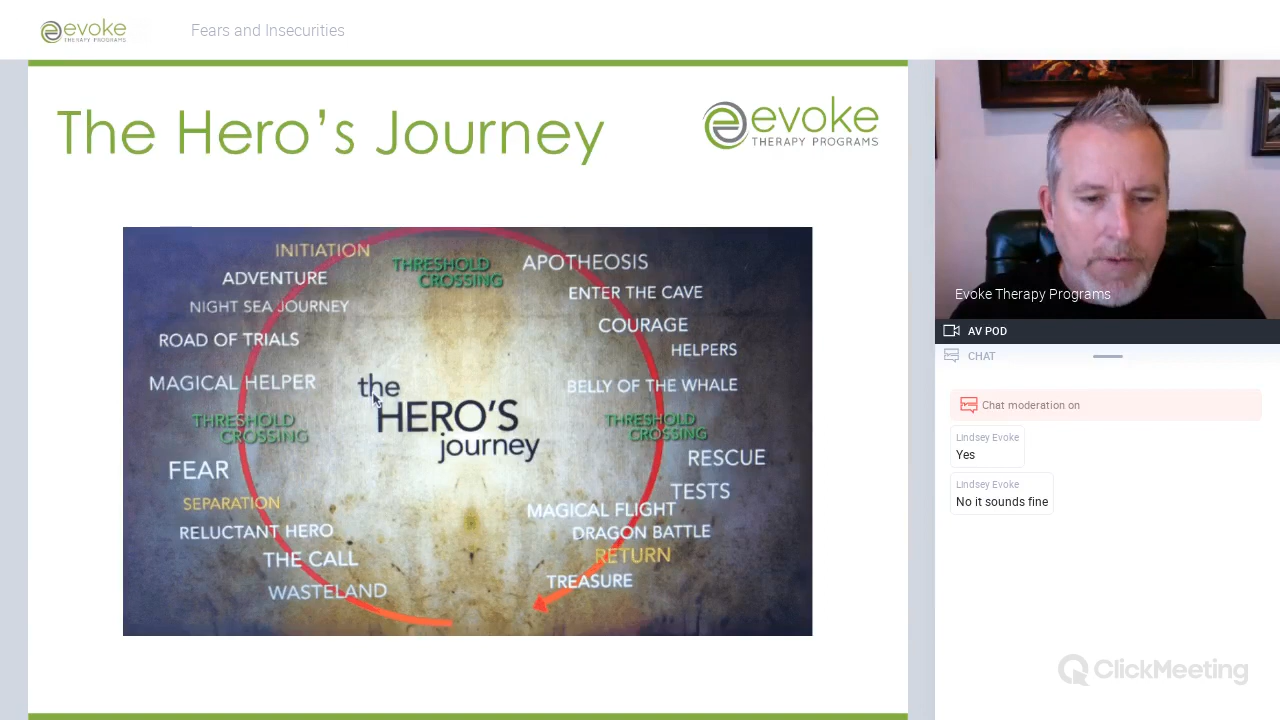 evoke
THERAPY PROGRAMS
Fears and Insecurities
The Hero's Journey
evoke
THERAPY PROGRAMS
INITIATION
ADVENTURE
NIGHT SEA JOURNEY
ROAD OF TRIALS
MAGICAL HELPER
THRESHOLD
CROSSING
FEAR
SEPARATION
RELUCTANT HERO
THE CALL
WASTELAND
THRESHOLD
CROSSING
the
HERO'S
journey
APOTHEOSIS
ENTER THE CAVE
COURAGE
HELPERS
BELLY OF THE WHALE
THRESHOLD
CROSSING
RESCUE
TESTS
MAGICAL FLIGHT
DRAGON BATTLE
RETURN
TREASURE
Evoke Therapy Programs
AV POD
CHAT
Chat moderation on
Lindsey Evoke
Yes
Lindsey Evoke
No it sounds fine
ClickMeeting